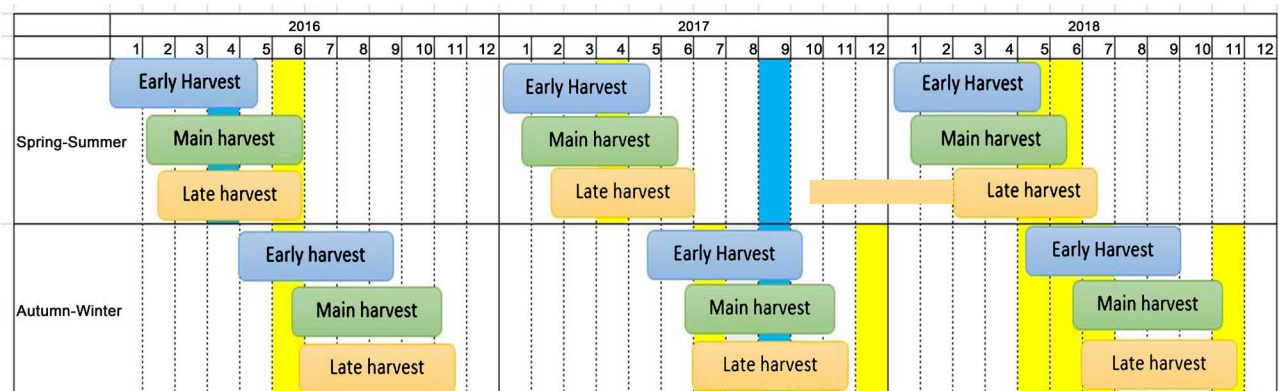 2016 2017 2018
1 2 3 4 5 6 7 8 9 10 11 12 1 2 3 4 5 6 7 8 9 10 11 12 1 2 3 4 5 6 7 8 9 10 11 12
Spring-Summer
Early Harvest Early Harvest Early Harvest
Main harvest Main harvest Main harvest
Late harvest Late harvest Late harvest
Autumn-Winter
Early harvest Early Harvest Early Harvest
Main harvest Main harvest Main harvest
Late harvest Late harvest Late harvest